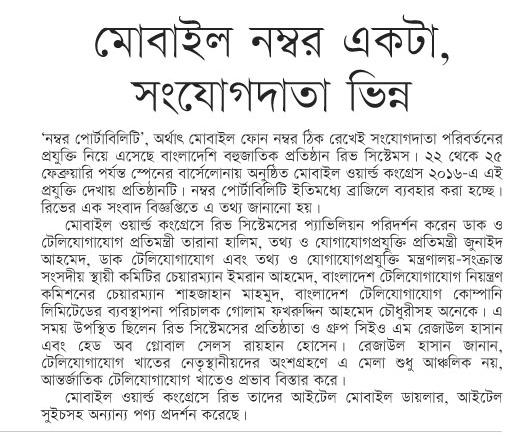 মোবাইল নম্বর একটা,
সংযোগদাতা ভিন্ন
'নম্বর পোর্টাবিলিটি', অর্থাৎ মোবাইল ফোন নম্বর ঠিক রেখেই সংযোগদাতা পরিবর্তনের
প্রযুক্তি নিয়ে এসেছে বাংলাদেশি বহুজাতিক প্রতিষ্ঠান রিভ সিস্টেমস। ২২ থেকে ২৫
ফেব্রুয়ারি পর্যন্ত স্পেনের বার্সেলোনায় অনুষ্ঠিত মোবাইল ওয়ার্ল্ড কংগ্রেস ২০১৬-এ এই
প্রযুক্তি দেখায় প্রতিষ্ঠানটি। নম্বর পোর্টাবিলিটি ইতিমধ্যে ব্রাজিলে ব্যবহার করা হচ্ছে।
রিভের এক সংবাদ বিজ্ঞপ্তিতে এ তথ্য জানানো হয়।
মোবাইল ওয়ার্ল্ড কংগ্রেসে রিভ সিস্টেমসের প্যাভিলিয়ন পরিদর্শন করেন ডাক ও
টেলিযোগাযোগ প্রতিমন্ত্রী তারানা হালিম, তথ্য ও যোগাযোগপ্রযুক্তি প্রতিমন্ত্রী জুনাইদ
আহমেদ, ডাক টেলিযোগাযোগ এবং তথ্য ও যোগাযোগপ্রযুক্তি মন্ত্রণালয়-সংক্রান্ত
সংসদীয় স্থায়ী কমিটির চেয়ারম্যান ইমরান আহমেদ, বাংলাদেশ টেলিযোগাযোগ নিয়ন্ত্রণ
কমিশনের চেয়ারম্যান শাহজাহান মাহমুদ, বাংলাদেশ টেলিযোগাযোগ কোম্পানি
লিমিটেডের ব্যবস্থাপনা পরিচালক গোলাম ফখরুদ্দিন আহমেদ চৌধুরীসহ অনেকে। এ
সময় উপস্থিত ছিলেন রিভ সিস্টেমসের প্রতিষ্ঠাতা ও গ্রুপ সিইও এম রেজাউল হাসান
এবং হেড অব গ্লোবাল সেলস রায়হান হোসেন। রেজাউল হাসান জানান,
টেলিযোগাযোগ খাতের নেতৃস্থানীয়দের অংশগ্রহণে এ মেলা শুধু আঞ্চলিক নয়,
আন্তর্জাতিক টেলিযোগাযোগ খাতেও প্রভাব বিস্তার করে।
মোবাইল ওয়ার্ল্ড কংগ্রেসে রিভ তাদের আইটেল মোবাইল ডায়লার, আইটেল
সুইচসহ অন্যান্য পণ্য প্রদর্শন করেছে।